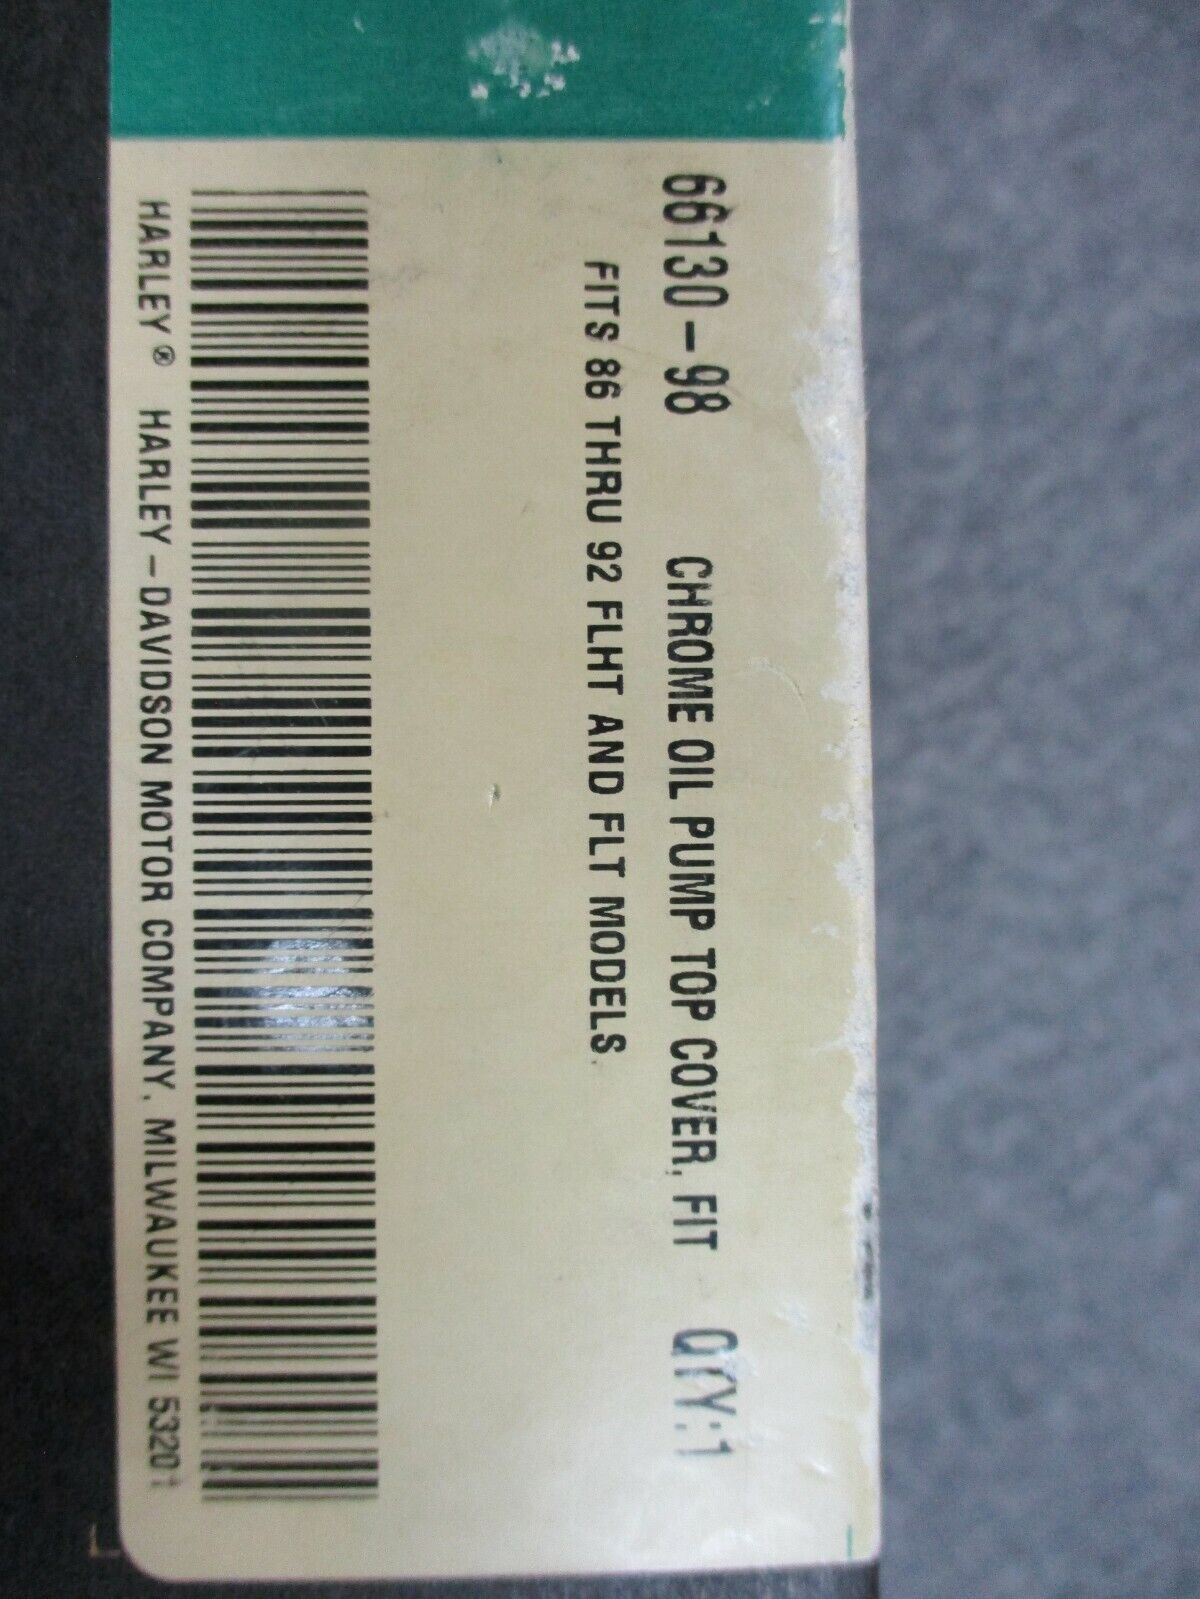 66130-98 CHROME OIL PUMP TOP COVER, FIT QTY:1
FITS 86 THRU 92 FLHT AND FLT MODELS.
HARLEY® HARLEY-DAVIDSON MOTOR COMPANY, MILWAUKEE WI 53201